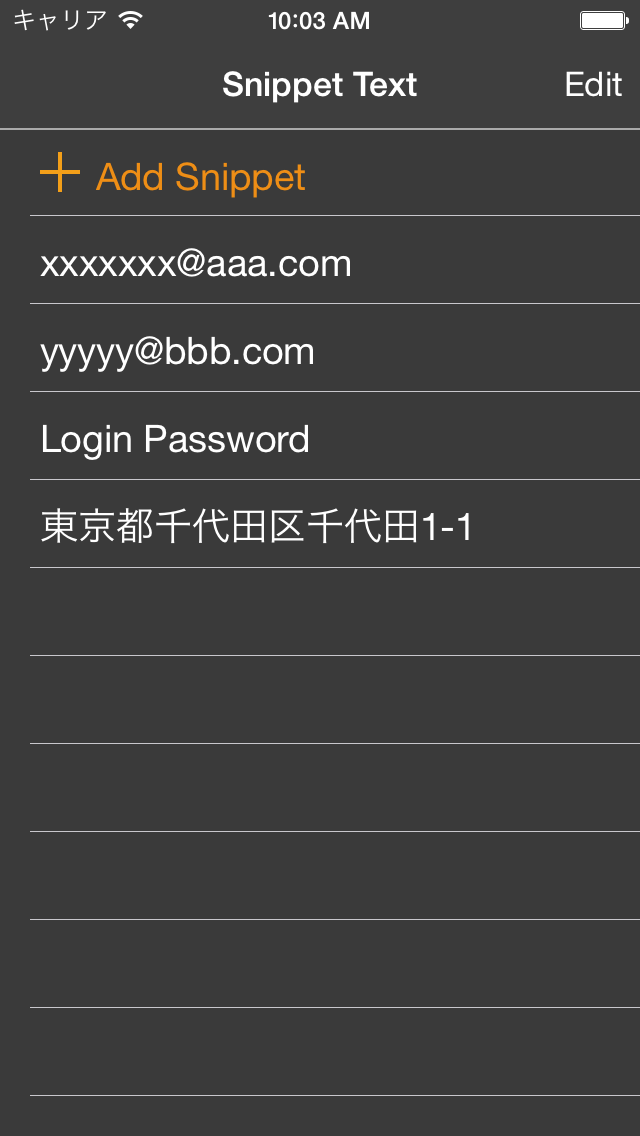 キャリア 10:03 AM
Snippet Text Edit
Add Snippet
xxxxxxx@aaa.com
yyyyy@bbb.com
Login Password
東京都千代田区千代田1-1